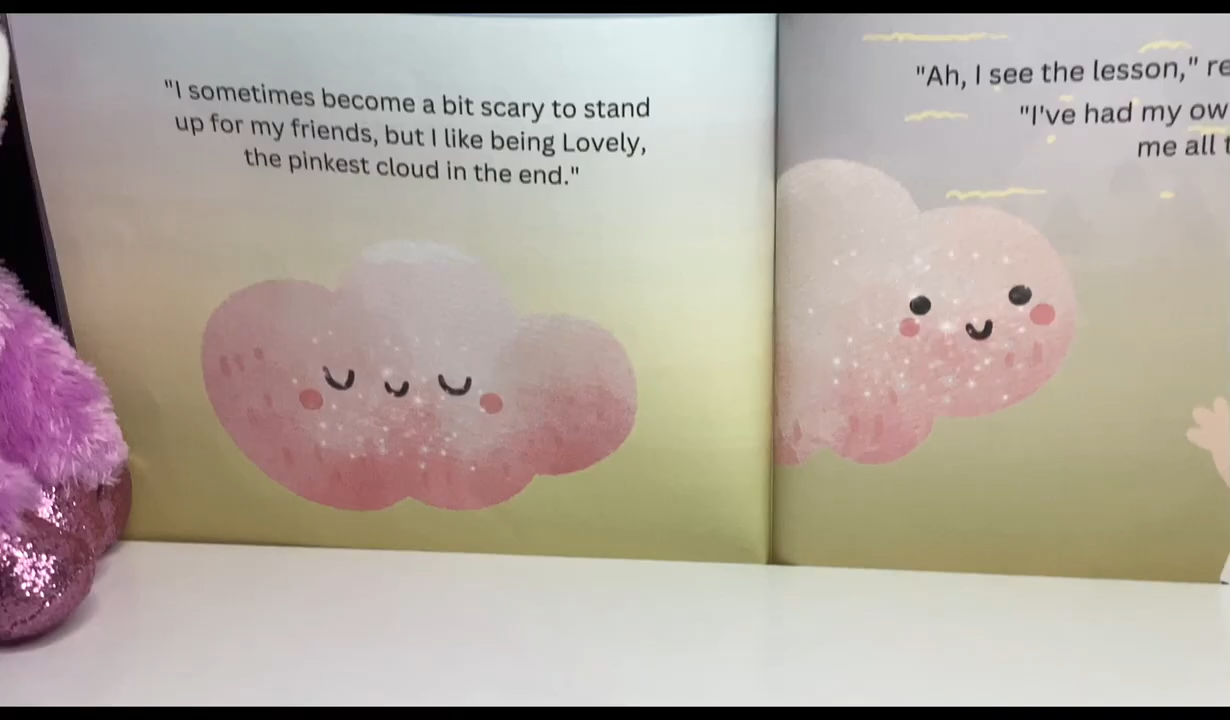 "I sometimes become a bit scary to stand
up for my friends, but I like being Lovely,
the pinkest cloud in the end."
"Ah, I see the lesson,"
"I've had my
me all